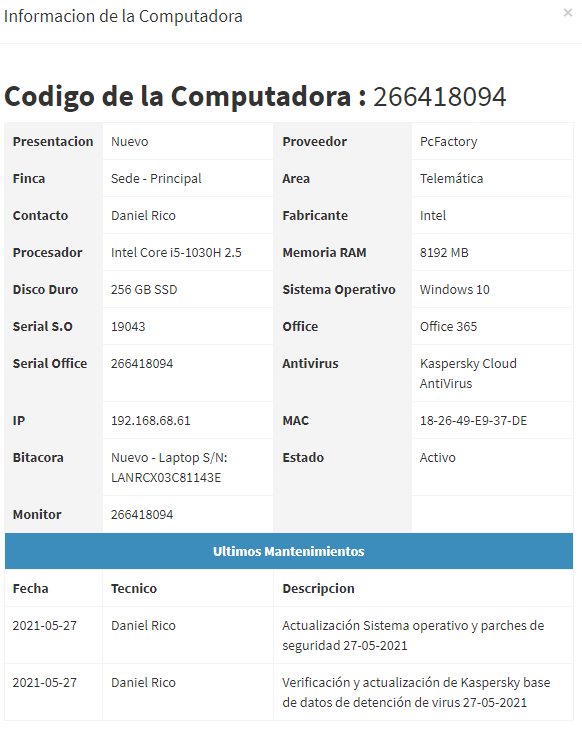 Informacion de la Computadora ×
Codigo de la Computadora : 266418094
Presentacion Nuevo Proveedor PcFactory
Finca Sede - Principal Area Telemática
Contacto Daniel Rico Fabricante Intel
Procesador Intel Core i5-1030H 2.5 Memoria RAM 8192 MB
Disco Duro 256 GB SSD Sistema Operativo Windows 10
Serial S.O 19043 Office Office 365
Serial Office 266418094 Antivirus Kaspersky Cloud
AntiVirus
IP 192.168.68.61 MAC 18-26-49-E9-37-DE
Bitacora Nuevo - Laptop S/N: Estado Activo
LANRCX03C81143E
Monitor 266418094
Ultimos Mantenimientos
Fecha Tecnico Descripcion
2021-05-27 Daniel Rico Actualización Sistema operativo y parches de
seguridad 27-05-2021
2021-05-27 Daniel Rico Verificación y actualización de Kaspersky base
de datos de detención de virus 27-05-2021